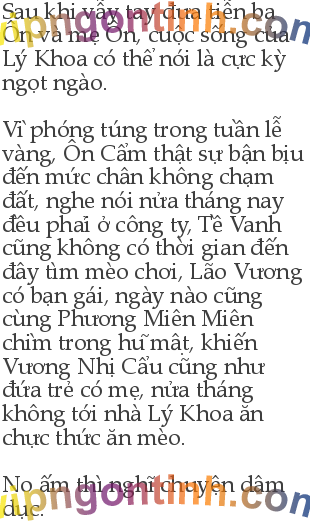 Sau khi vẫy tay đưa tiễn ba
Ôn và mẹ Ôn, cuộc sống của
Lý Khoa có thể nói là cực kỳ
ngọt ngào.
Vì phóng túng trong tuần lễ
vàng, Ôn Cẩm thật sự bận bịu
đến mức chân không chạm
đất, nghe nói nửa tháng nay
đều phải ở công ty, Tề Vanh
cũng không có thời gian đến
đây tìm mèo chơi, Lão Vương
có bạn gái, ngày nào cũng
cùng Phương Miên Miên
chìm trong hũ mật, khiến
Vương Nhị Cẩu cũng như
đứa trẻ có mẹ, nửa tháng
không tới nhà Lý Khoa ăn
chực thức ăn mèo.
No ấm thì nghĩ chuyện dâm
dục.
vipngontinh.com
vipngontinh.com